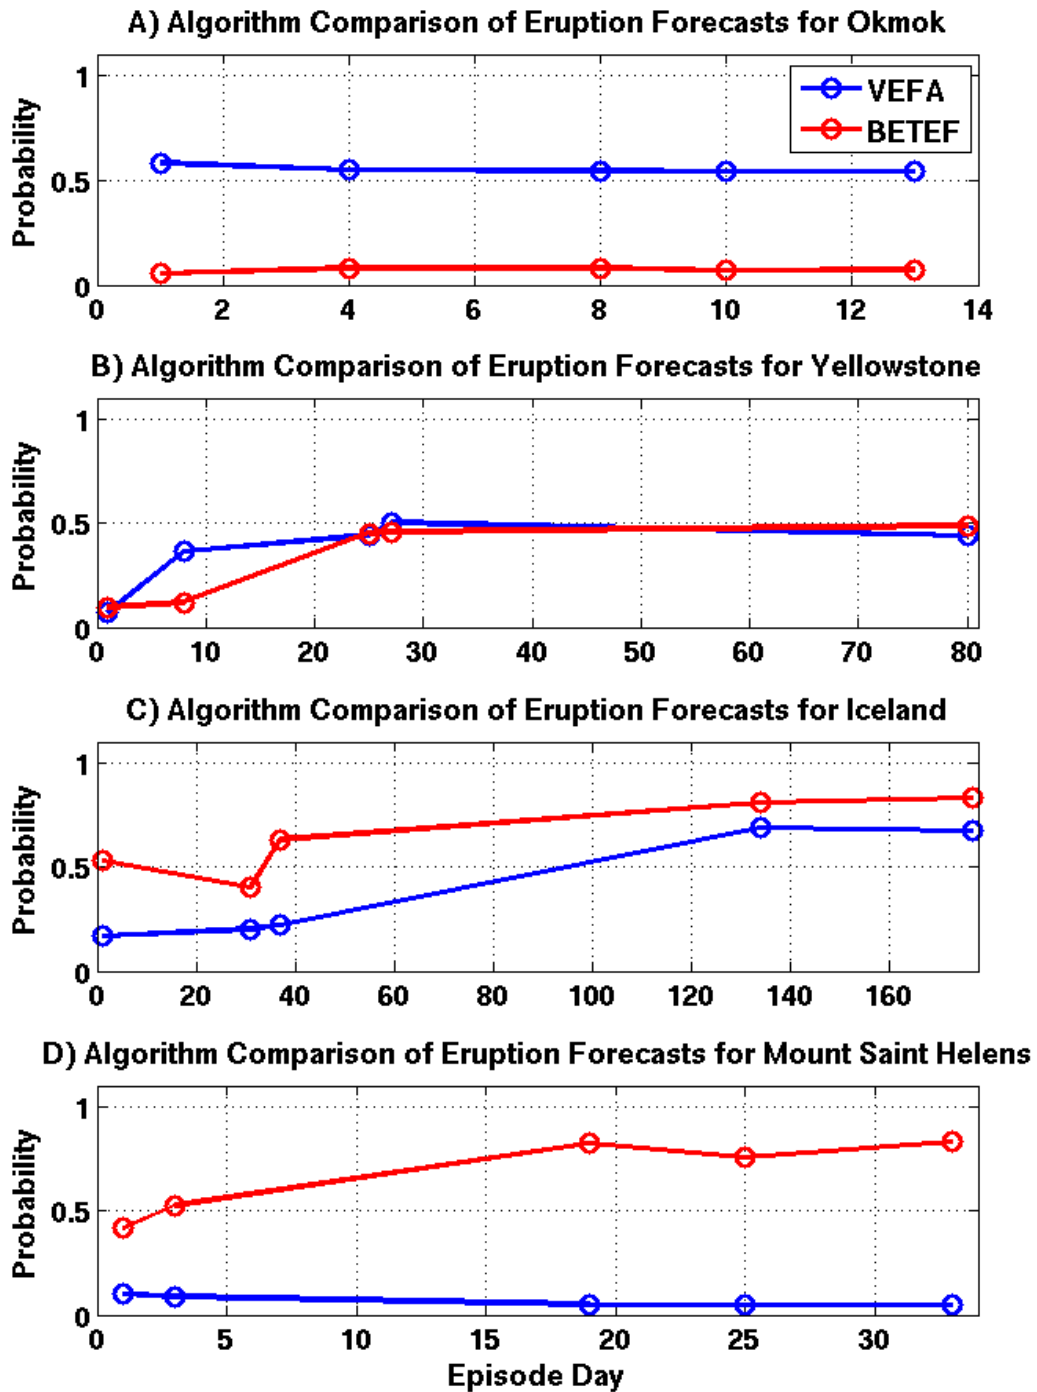 A) Algorithm Comparison of Eruption Forecasts for Okmok
1
0.5
0
Probability
VEFA
BETEF
0 2 4 6 8 10 12 14
B) Algorithm Comparison of Eruption Forecasts for Yellowstone
1
0.5
0
Probability
0 10 20 30 40 50 60 70 80
C) Algorithm Comparison of Eruption Forecasts for Iceland
1
0.5
0
Probability
0 20 40 60 80 100 120 140 160
D) Algorithm Comparison of Eruption Forecasts for Mount Saint Helens
1
0.5
0
Probability
0 5 10 15 20 25 30
Episode Day